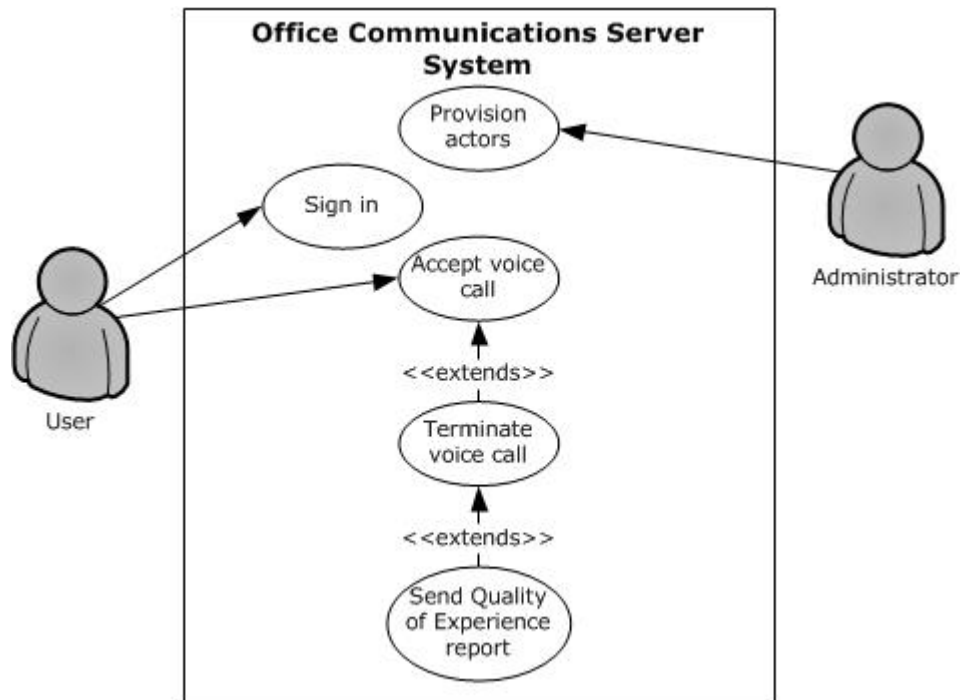 Office Communications Server
System
Provision
actors
Sign in
Accept voice
call
Administrator
<<extends>>
User
Terminate
voice call
<<extends>>
Send Quality
of Experience
report